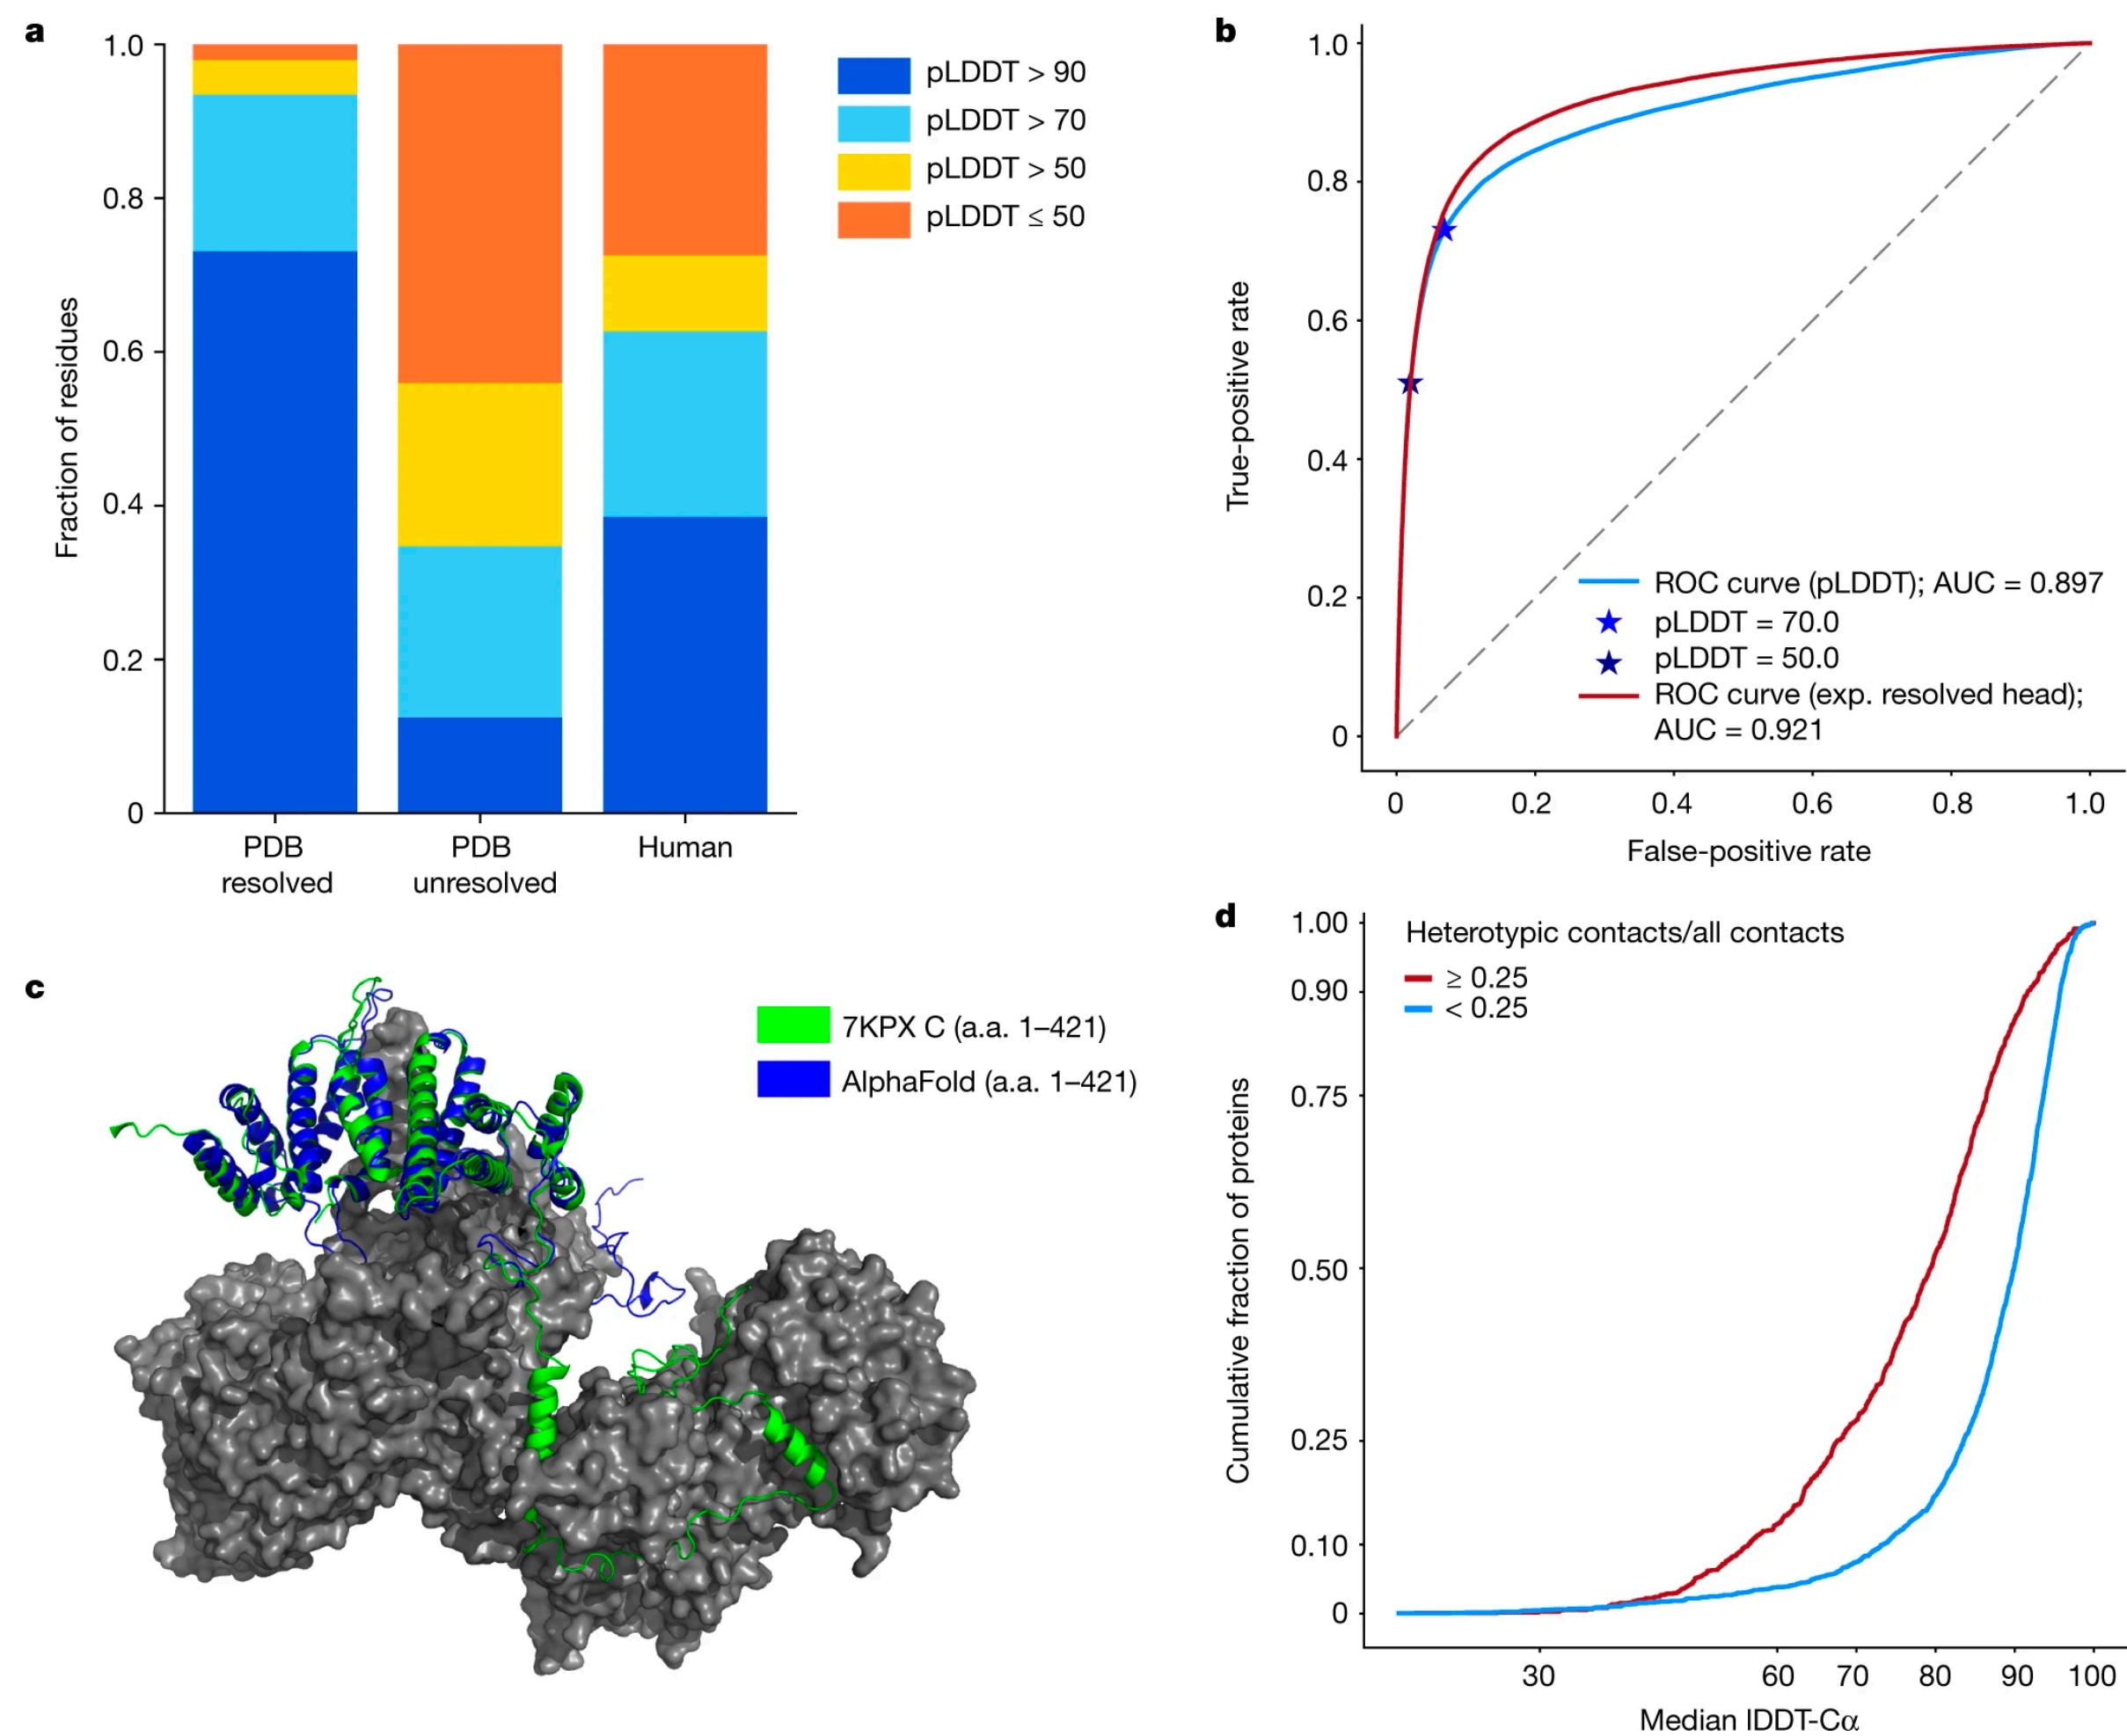 a
1.0
0.8
0.6
0.4
0.2
0
Fraction of residues
PDB
resolved
PDB
unresolved
Human
pLDDT > 90
pLDDT > 70
pLDDT > 50
pLDDT ≤ 50
b
1.0
0.8
0.6
0.4
0.2
0
True-positive rate
0 0.2 0.4 0.6 0.8 1.0
False-positive rate
ROC curve (pLDDT); AUC = 0.897
pLDDT = 70.0
pLDDT = 50.0
ROC curve (exp. resolved head);
AUC = 0.921
c
7KPX C (a.a. 1–421)
AlphaFold (a.a. 1–421)
d
1.00
0.90
0.75
0.50
0.25
0.10
0
Cumulative fraction of proteins
Heterotypic contacts/all contacts
≥ 0.25
< 0.25
30 60 70 80 90 100
Median lDDT-Cα